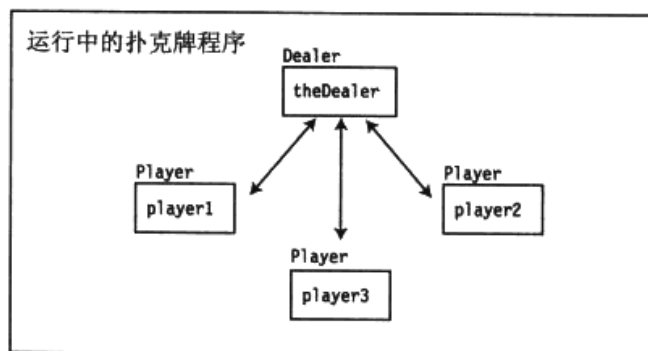 运行中的扑克牌程序
Dealer
theDealer
Player
player1
Player
player2
Player
player3